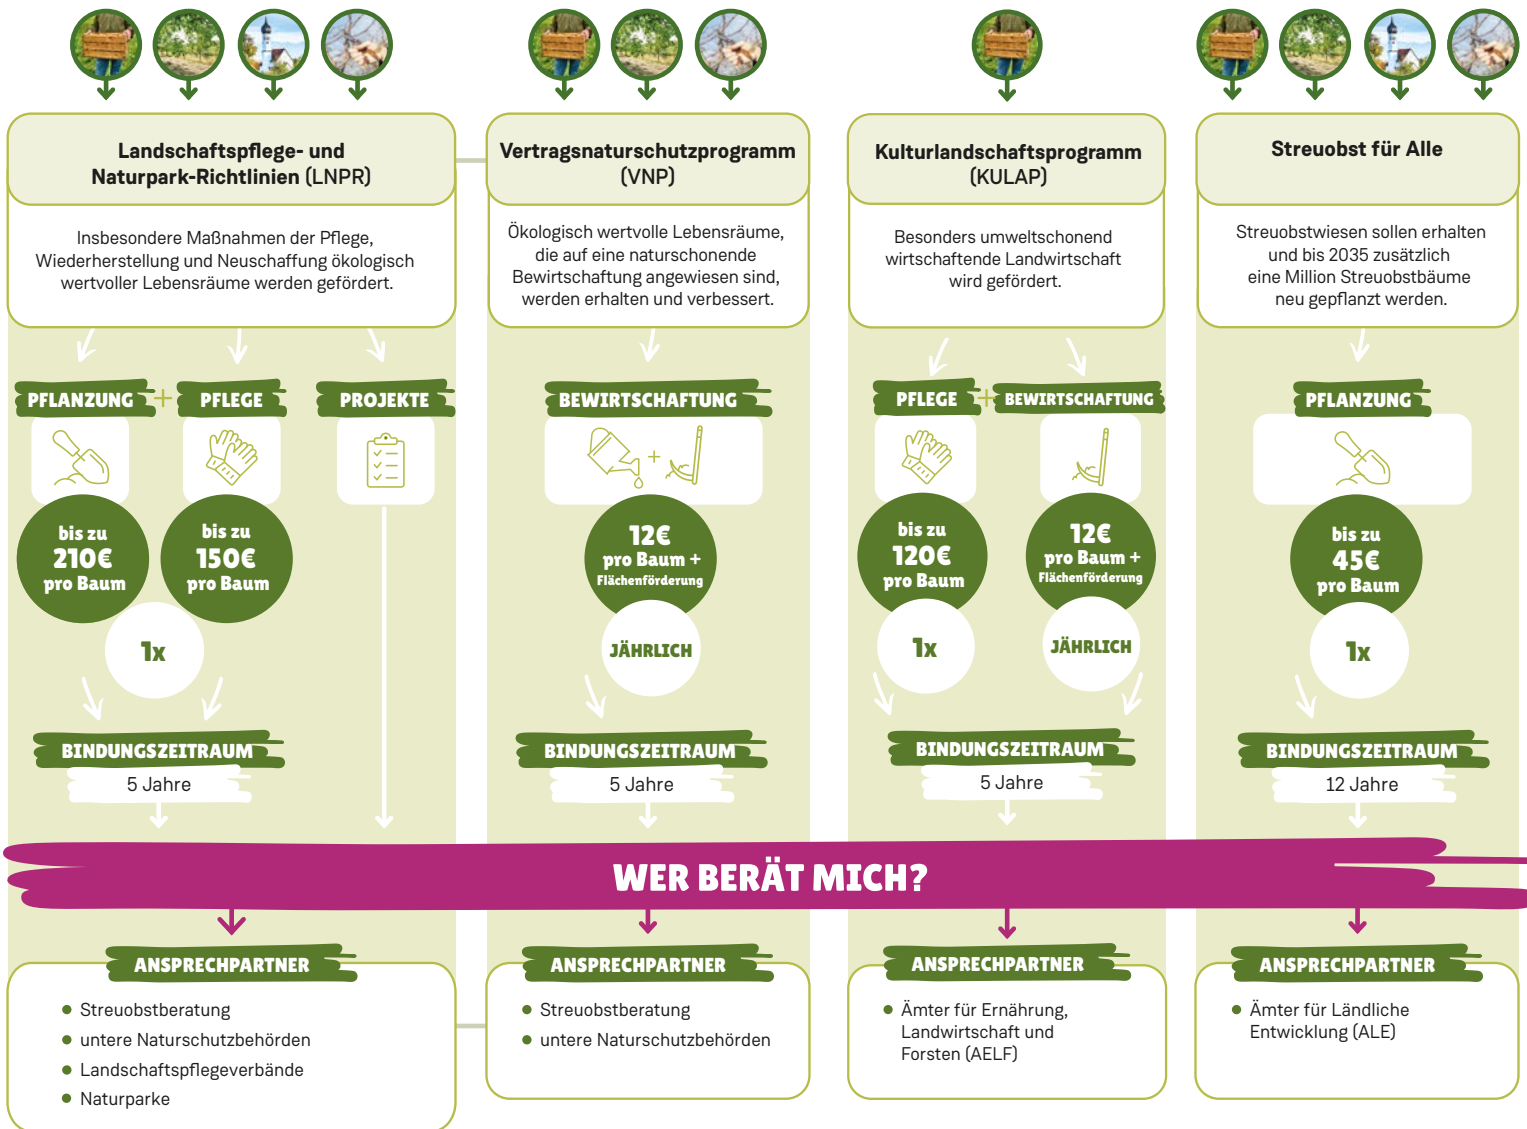 Landschaftspflege- und
Naturpark-Richtlinien (LNPR)
Insbesondere Maßnahmen der Pflege,
Wiederherstellung und Neuschaffung ökologisch
wertvoller Lebensräume werden gefördert.
PFLANZUNG + PFLEGE
PROJEKTE
bis zu
210€
pro Baum
bis zu
150€
pro Baum
1x
BINDUNGSZEITRAUM
5 Jahre
Vertragsnaturschutzprogramm
(VNP)
Ökologisch wertvolle Lebensräume,
die auf eine naturschonende
Bewirtschaftung angewiesen sind,
werden erhalten und verbessert.
BEWIRTSCHAFTUNG
+
12€
pro Baum +
Flächenförderung
JÄHRLICH
BINDUNGSZEITRAUM
5 Jahre
Kulturlandschaftsprogramm
(KULAP)
Besonders umweltschonend
wirtschaftende Landwirtschaft
wird gefördert.
PFLEGE + BEWIRTSCHAFTUNG
bis zu
120€
pro Baum
1x
12€
pro Baum +
Flächenförderung
JÄHRLICH
BINDUNGSZEITRAUM
5 Jahre
Streuobst für Alle
Streuobstwiesen sollen erhalten
und bis 2035 zusätzlich
eine Million Streuobstbäume
neu gepflanzt werden.
PFLANZUNG
bis zu
45€
pro Baum
1x
BINDUNGSZEITRAUM
12 Jahre
WER BERÄT MICH?
ANSPRECHPARTNER
• Streuobstberatung
• untere Naturschutzbehörden
• Landschaftspflegeverbände
• Naturparke
ANSPRECHPARTNER
• Streuobstberatung
• untere Naturschutzbehörden
ANSPRECHPARTNER
• Ämter für Ernährung,
Landwirtschaft und
Forsten (AELF)
ANSPRECHPARTNER
• Ämter für Ländliche
Entwicklung (ALE)